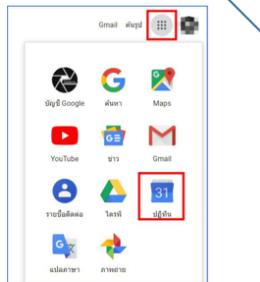 Gmail ค้นรูป
บัญชี Google ค้นหา Maps
YouTube ข่าว Gmail
31
รายชื่อติดต่อ ไดรฟ์ ปฏิทิน
แปลภาษา ภาพถ่าย